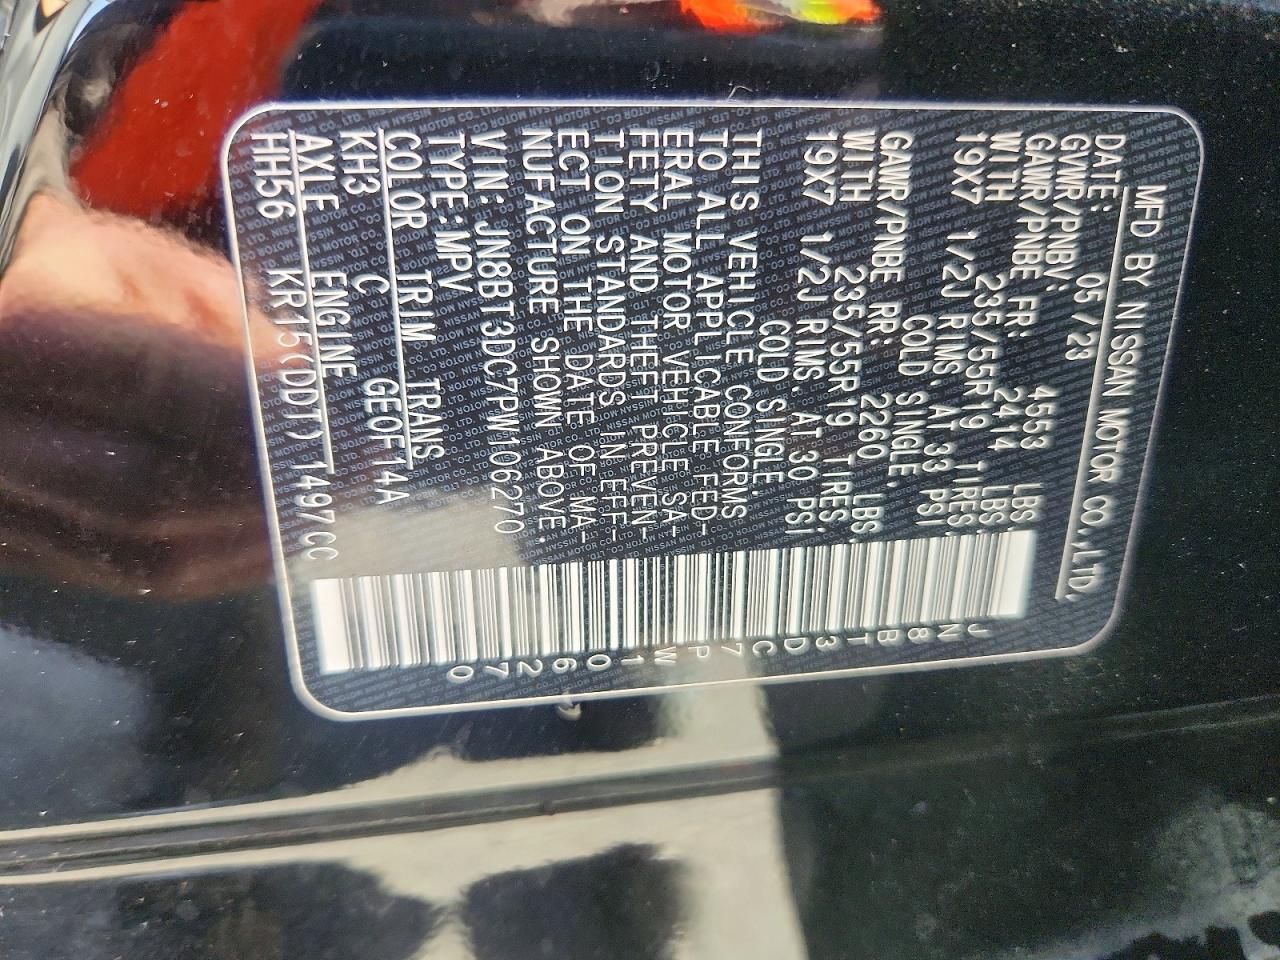 MFD BY NISSAN MOTOR CO.,LTD.
DATE: 05/23
GVWR/PNBV: 4553 LBS
GAWR/PNBE FR: 2414 LBS.
WITH 235/55R19 TIRES.
19X7 1/2J RIMS. AT 33 PSI
COLD SINGLE.
GAWR/PNBE RR: 2260 LBS.
WITH 235/55R19 TIRES.
19X7 1/2J RIMS. AT 30 PSI
COLD SINGLE.
THIS VEHICLE CONFORMS
TO ALL APPLICABLE FED-
ERAL MOTOR VEHICLE SA-
FETY AND THEFT PREVEN-
TION STANDARDS IN EFF-
ECT ON THE DATE OF MA-
NUFACTURE SHOWN ABOVE.
VIN: JN8BT3DC7PW106270
TYPE: MPV
COLOR TRIM TRANS
KH3 C GEOF14A
AXLE ENGINE
HH56 KR15(DDT) 1497CC
JN8BT3DC7PW106270